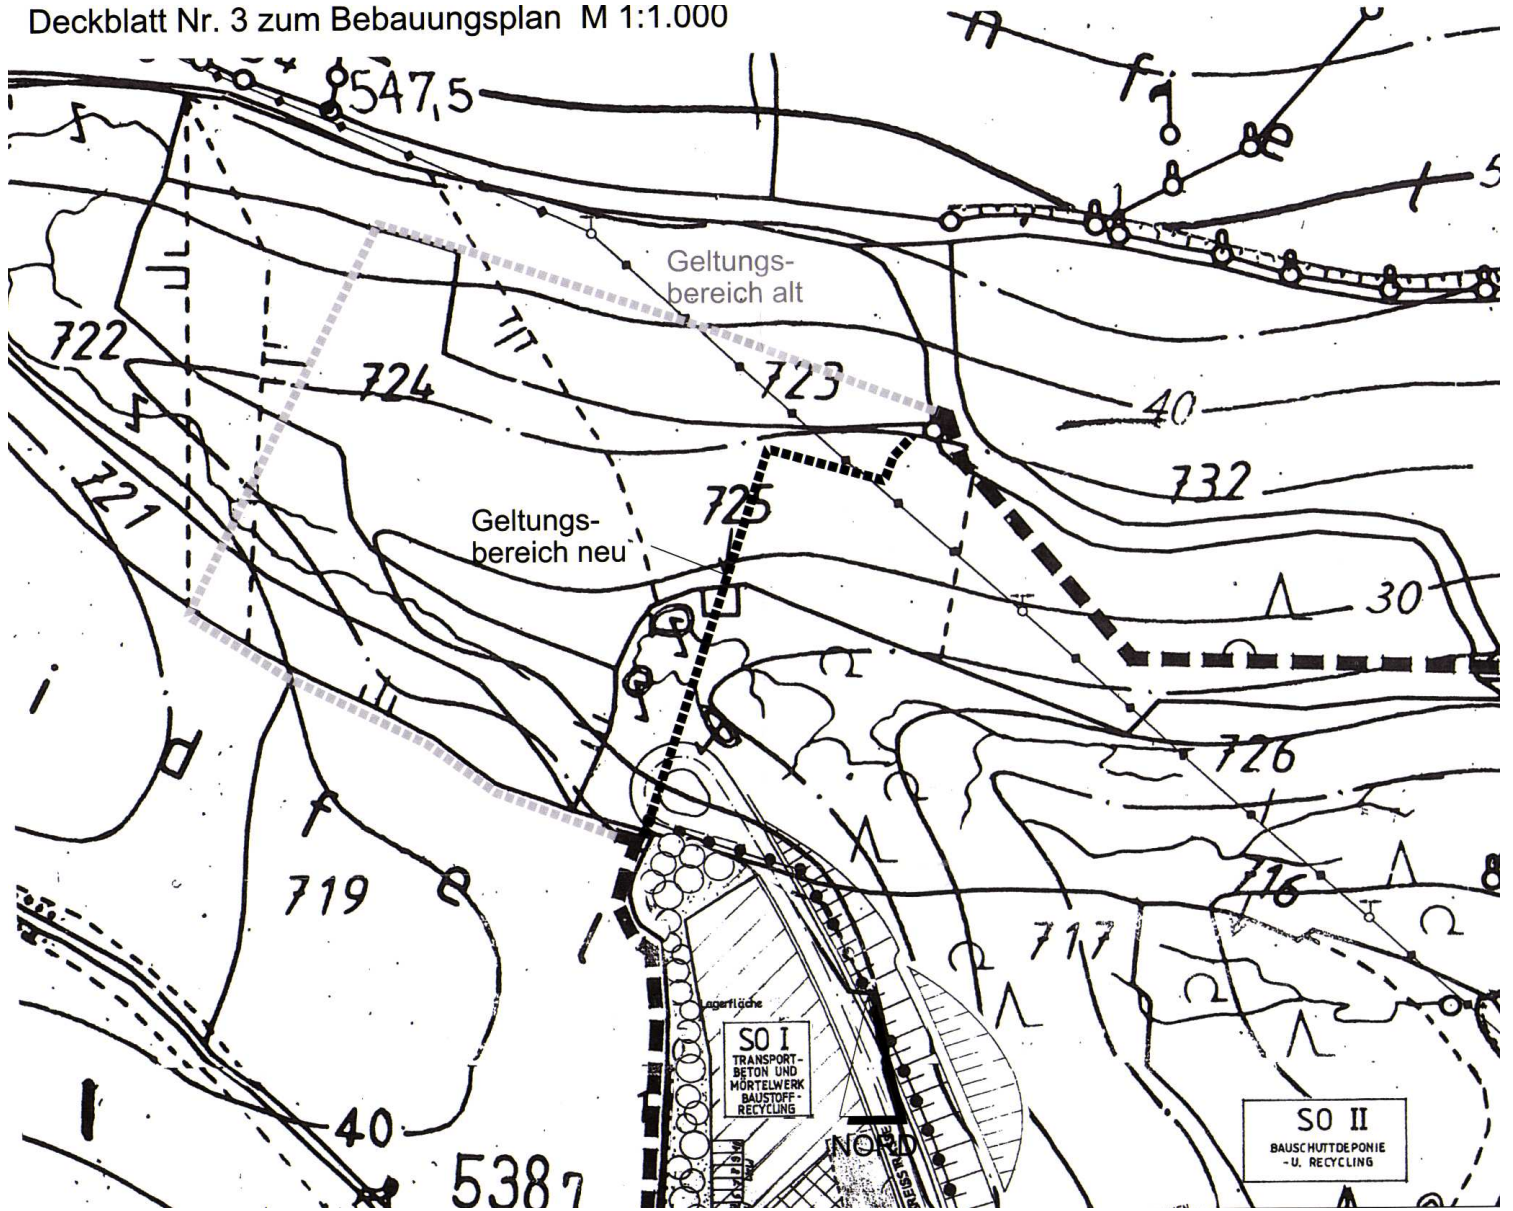 Deckblatt Nr. 3 zum Bebauungsplan M 1:1.000
n
f
547,5
e
Geltungs-
bereich alt
722
724
723
40
732
721
725
Geltungs-
bereich neu
30
i
d
f
726
719
e
716
717
Lagerfläche
SO I
TRANSPORT-
BETON UND
MÖRTELWERK
BAUSTOFF-
RECYCLING
l
40
NORD
SO II
BAUSCHUTTDEPONIE
-U. RECYCLING
538